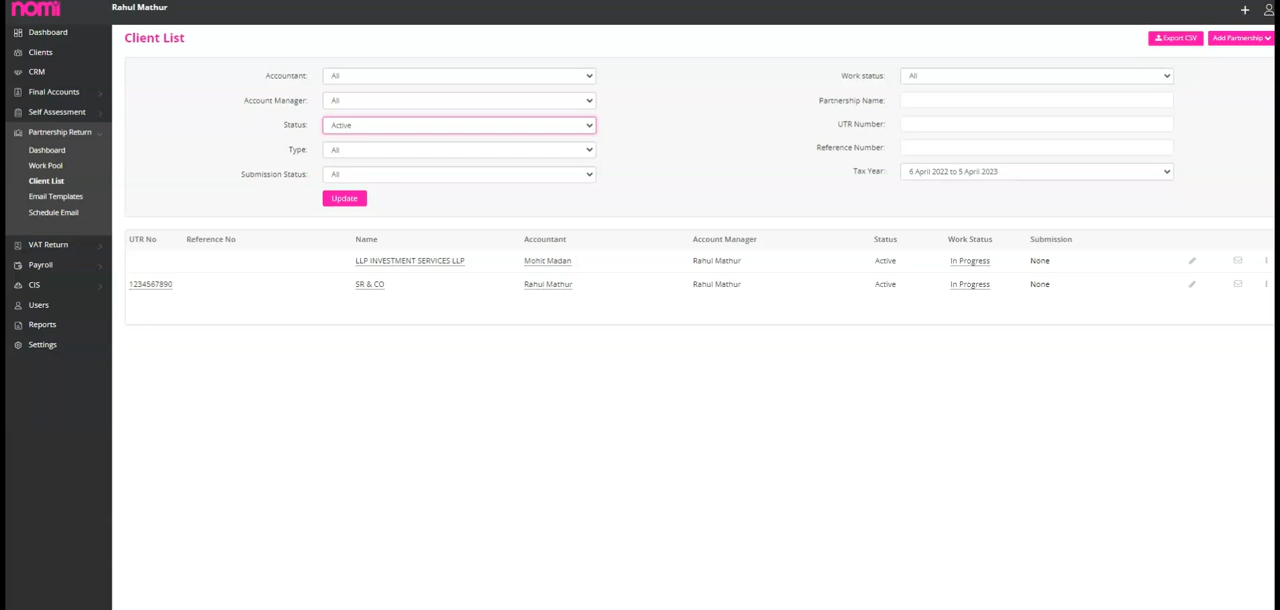 nomi
Rahul Mathur
Dashboard
Clients
CRM
Final Accounts
Self Assessment
Partnership Return
Dashboard
Work Pool
Client List
Email Templates
Schedule Email
VAT Return
Payroll
CIS
Users
Reports
Settings
Client List
Export CSV
Add Partnership
Accountant: All
Work status: All
Account Manager: All
Partnership Name:
Status: Active
UTR Number:
Type: All
Reference Number:
Submission Status: All
Tax Year: 6 April 2022 to 5 April 2023
Update
UTR No Reference No Name Accountant Account Manager Status Work Status Submission
LLP INVESTMENT SERVICES LLP Mohit Madan Rahul Mathur Active In Progress None
1234567890 SR & CO Rahul Mathur Rahul Mathur Active In Progress None